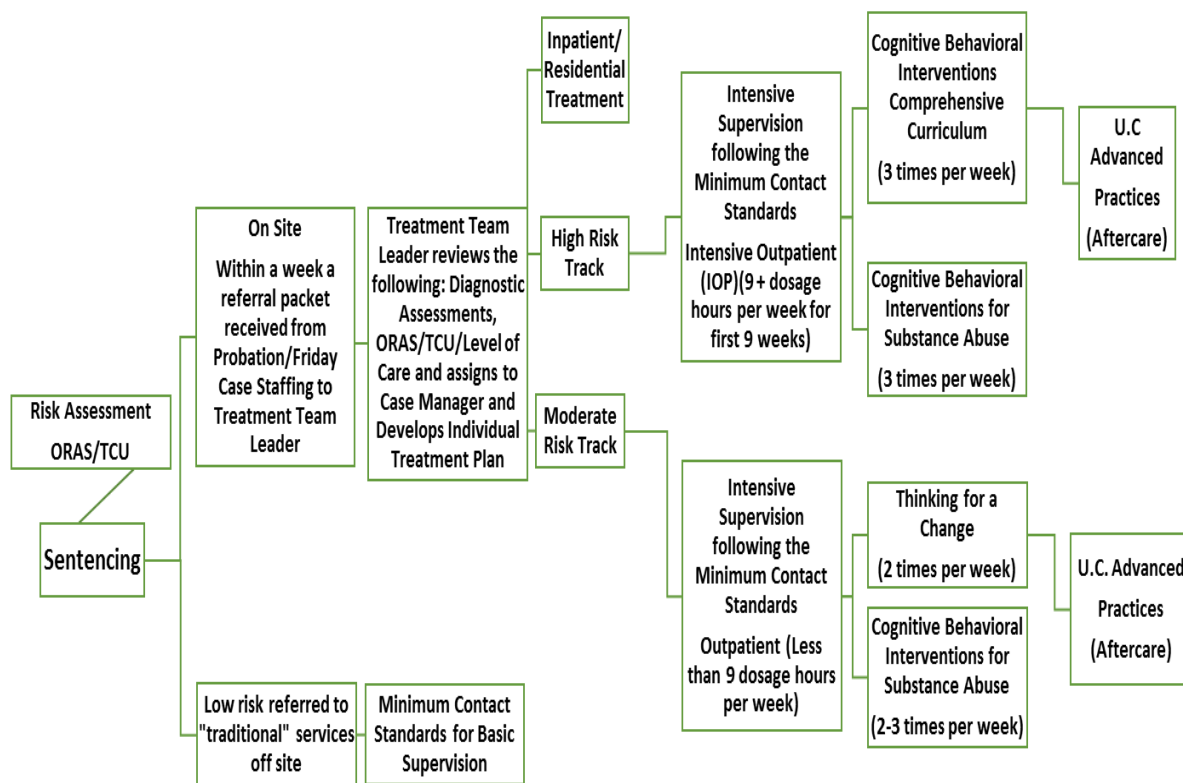 Risk Assessment
ORAS/TCU
Sentencing
On Site
Within a week a
referral packet
received from
Probation/Friday
Case Staffing to
Treatment Team
Leader
Low risk referred to
"traditional" services
off site
Treatment Team
Leader reviews the
following: Diagnostic
Assessments,
ORAS/TCU/Level of
Care and assigns to
Case Manager and
Develops Individual
Treatment Plan
Minimum Contact
Standards for Basic
Supervision
Inpatient/
Residential
Treatment
High Risk
Track
Moderate
Risk Track
Intensive
Supervision
following the
Minimum Contact
Standards
Intensive Outpatient
(IOP)(9 + dosage
hours per week for
first 9 weeks)
Intensive
Supervision
following the
Minimum Contact
Standards
Outpatient (Less
than 9 dosage hours
per week)
Cognitive Behavioral
Interventions
Comprehensive
Curriculum
(3 times per week)
Cognitive Behavioral
Interventions for
Substance Abuse
(3 times per week)
Thinking for a
Change
(2 times per week)
Cognitive Behavioral
Interventions for
Substance Abuse
(2-3 times per week)
U.C
Advanced
Practices
(Aftercare)
U.C. Advanced
Practices
(Aftercare)